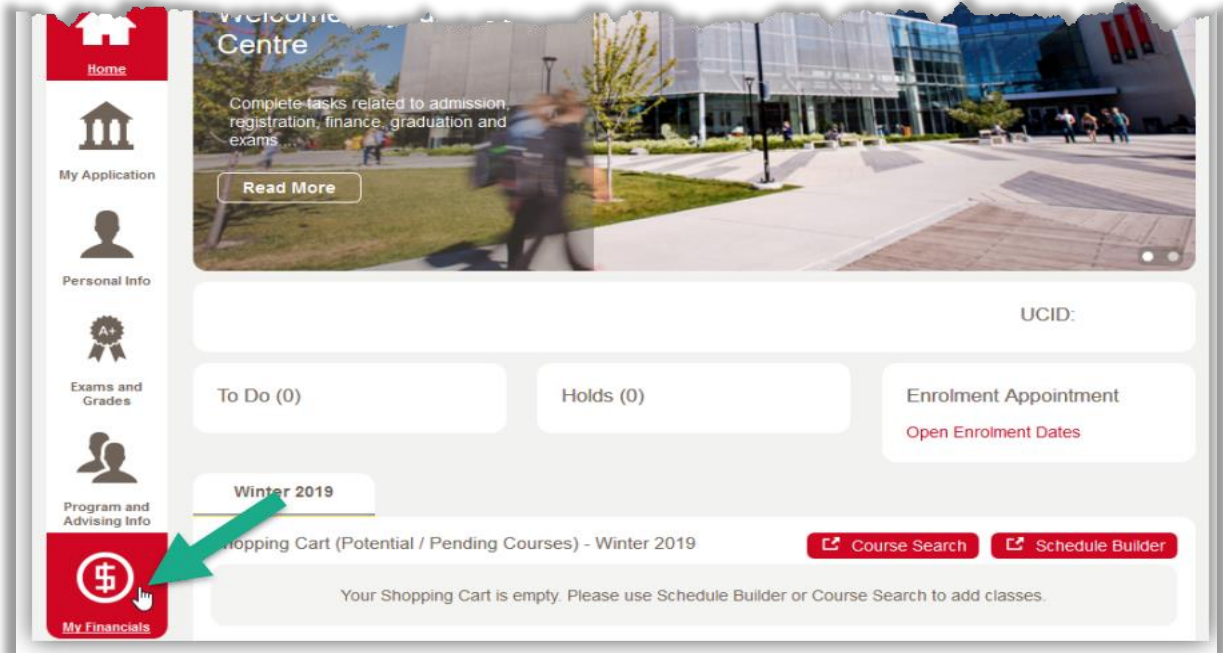 Welcome
Centre
Complete tasks related to admission,
registration, finance, graduation and
exams ...
Read More
Home
My Application
Personal Info
A+
Exams and
Grades
Program and
Advising Info
$
My Financials
UCID:
To Do (0)
Holds (0)
Enrolment Appointment
Open Enrolment Dates
Winter 2019
hopping Cart (Potential / Pending Courses) - Winter 2019
Course Search
Schedule Builder
Your Shopping Cart is empty. Please use Schedule Builder or Course Search to add classes.